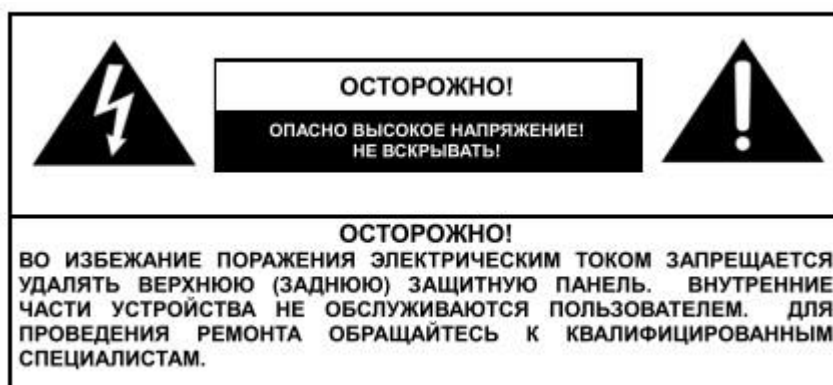 ОСТОРОЖНО!
ОПАСНО ВЫСОКОЕ НАПРЯЖЕНИЕ!
НЕ ВСКРЫВАТЬ!
ОСТОРОЖНО!
ВО ИЗБЕЖАНИЕ ПОРАЖЕНИЯ ЭЛЕКТРИЧЕСКИМ ТОКОМ ЗАПРЕЩАЕТСЯ
УДАЛЯТЬ ВЕРХНЮЮ (ЗАДНЮЮ) ЗАЩИТНУЮ ПАНЕЛЬ. ВНУТРЕННИЕ
ЧАСТИ УСТРОЙСТВА НЕ ОБСЛУЖИВАЮТСЯ ПОЛЬЗОВАТЕЛЕМ. ДЛЯ
ПРОВЕДЕНИЯ РЕМОНТА ОБРАЩАЙТЕСЬ К КВАЛИФИЦИРОВАННЫМ
СПЕЦИАЛИСТАМ.